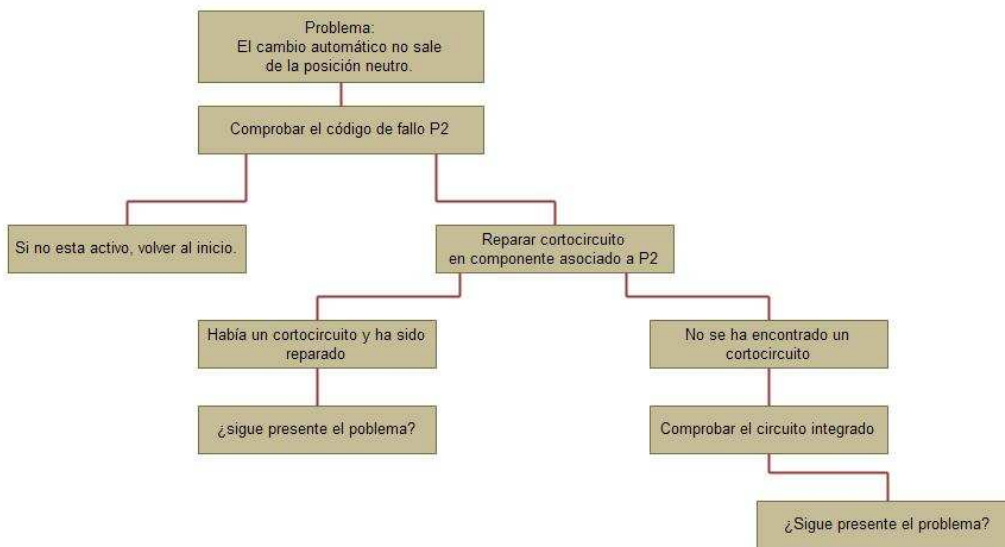 Problema:
El cambio automático no sale
de la posición neutro.
Comprobar el código de fallo P2
Si no esta activo, volver al inicio.
Reparar cortocircuito
en componente asociado a P2
Había un cortocircuito y ha sido
reparado
No se ha encontrado un
cortocircuito
¿sigue presente el poblema?
Comprobar el circuito integrado
¿Sigue presente el problema?